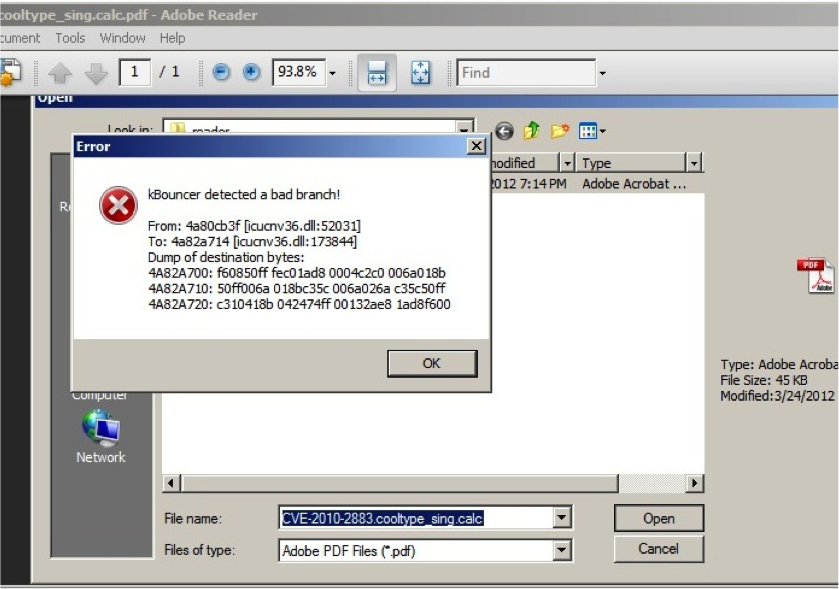 cooltype_sing.calc.pdf - Adobe Reader
cument Tools Window Help
1 / 1 93.8% Find
Open
Look in: reader
Error
odified Type
2012 7:14 PM Adobe Acrobat ...
kBouncer detected a bad branch!
From: 4a80cb3f [icucnv36.dll:52031]
To: 4a82a714 [icucnv36.dll:173844]
Dump of destination bytes:
4A82A700: f60850ff fec01ad8 0004c2c0 006a018b
4A82A710: 50ff006a 018bc35c 006a026a c35c50ff
4A82A720: c310418b 042474ff 00132ae8 1ad8f600
OK
PDF
Adobe
Type: Adobe Acroba
File Size: 45 KB
Modified:3/24/2012
Computer
Network
File name: CVE-2010-2883.cooltype_sing.calc Open
Files of type: Adobe PDF Files (*.pdf) Cancel